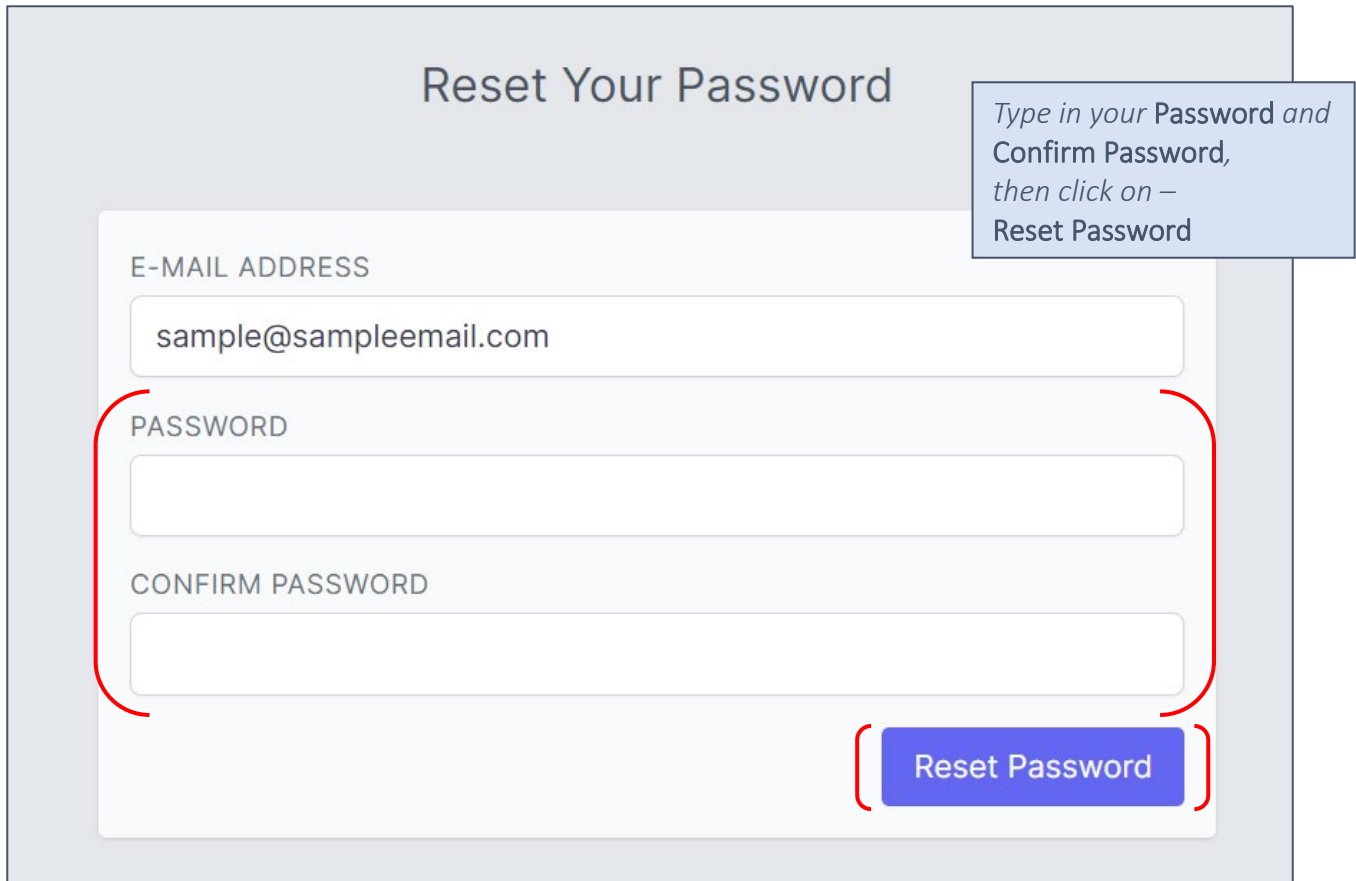 Reset Your Password
Type in your Password and
Confirm Password,
then click on –
Reset Password
E-MAIL ADDRESS
sample@sampleemail.com
PASSWORD
CONFIRM PASSWORD
Reset Password